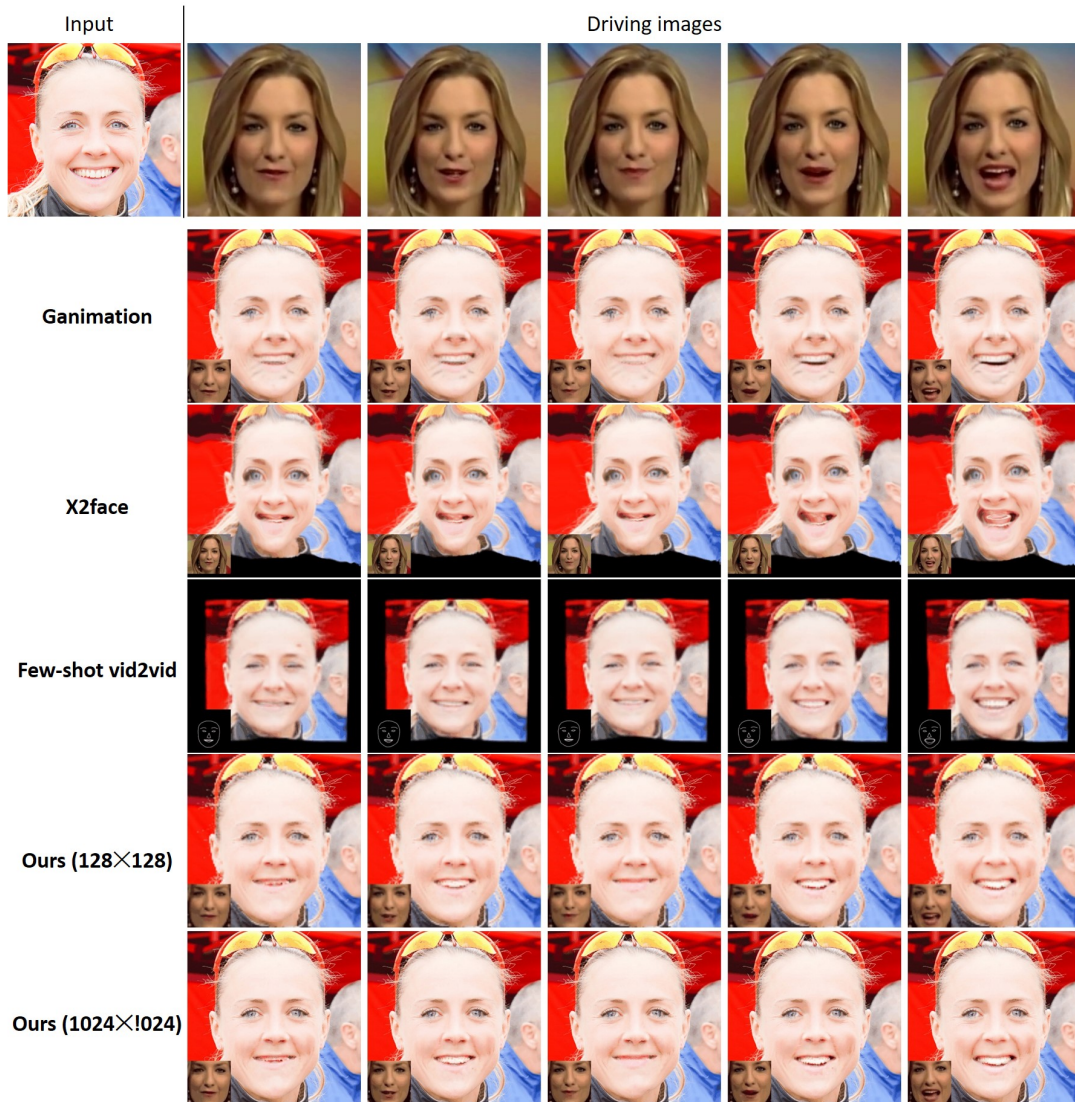 Input
Driving images
Ganimation
X2face
Few-shot vid2vid
Ours (128×128)
Ours (1024×!024)